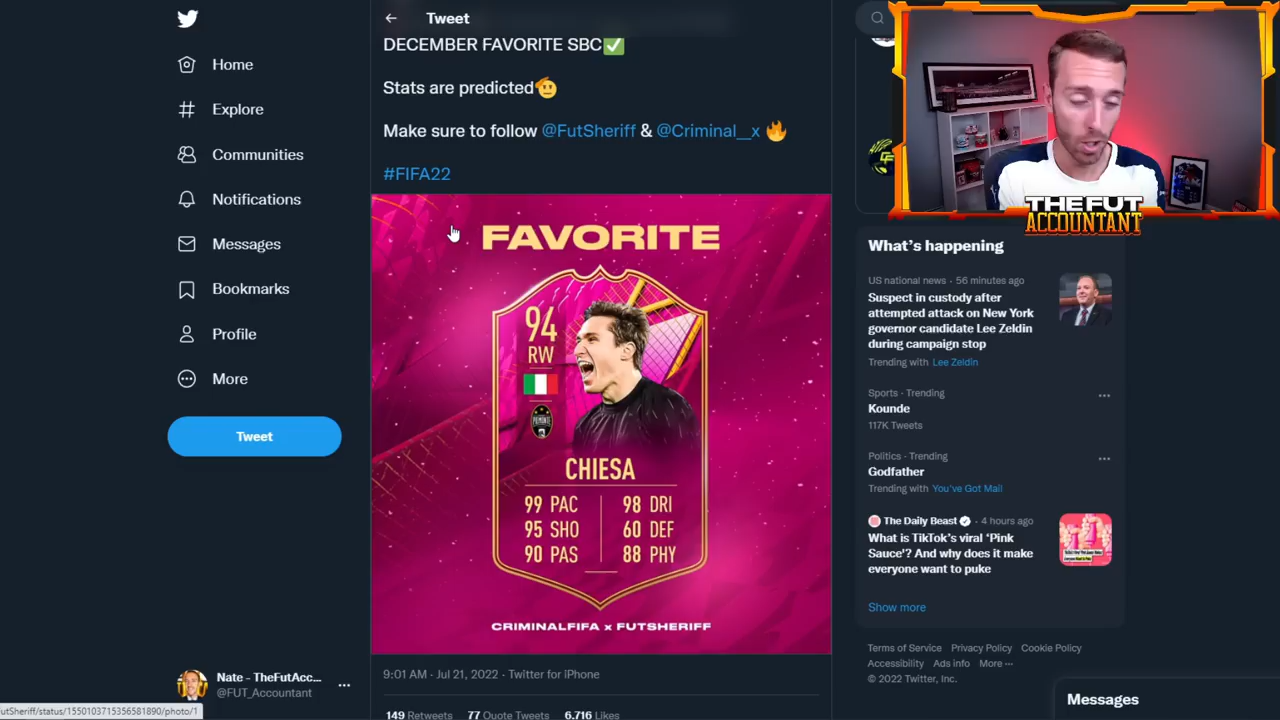 Home
Explore
Communities
Notifications
Messages
Bookmarks
Profile
More
Tweet
Nate - TheFutAcc...
@FUT_Accountant
FutSheriff/status/1550103715356581890/photo/1
Tweet
DECEMBER FAVORITE SBC✅
Stats are predicted🫡
Make sure to follow @FutSheriff & @Criminal__x 🔥
#FIFA22
FAVORITE
94
RW
PIEMONTE
CHIESA
99 PAC 98 DRI
95 SHO 60 DEF
90 PAS 88 PHY
CRIMINALFIFA x FUTSHERIFF
9:01 AM · Jul 21, 2022 · Twitter for iPhone
149 Retweets 77 Quote Tweets 6,716 Likes
THE FUT
ACCOUNTANT
What's happening
US national news · 56 minutes ago
Suspect in custody after
attempted attack on New York
governor candidate Lee Zeldin
during campaign stop
Trending with Lee Zeldin
Sports · Trending
Kounde
117K Tweets
Politics · Trending
Godfather
Trending with You've Got Mail
The Daily Beast · 4 hours ago
What is TikTok's viral 'Pink
Sauce'? And why does it make
everyone want to puke
Show more
Terms of Service Privacy Policy Cookie Policy
Accessibility Ads info More ···
© 2022 Twitter, Inc.
Messages